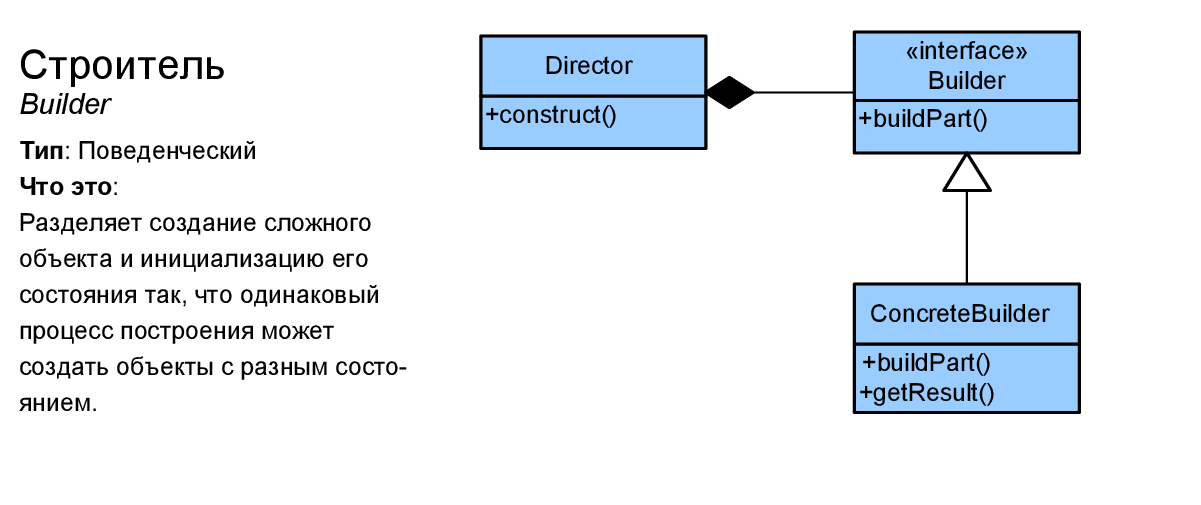 Строитель
Builder
Тип: Поведенческий
Что это:
Разделяет создание сложного
объекта и инициализацию его
состояния так, что одинаковый
процесс построения может
создать объекты с разным состо-
янием.
Director
+construct()
«interface»
Builder
+buildPart()
ConcreteBuilder
+buildPart()
+getResult()